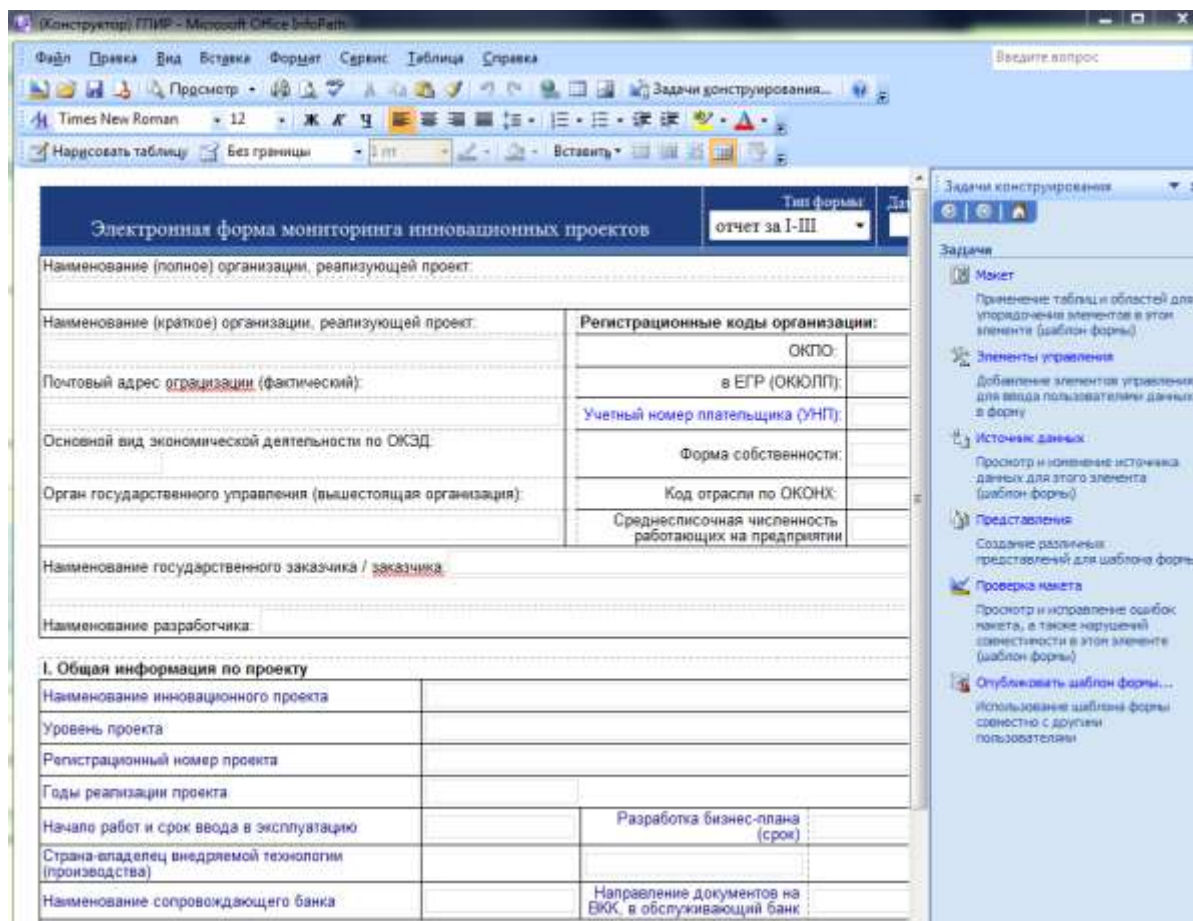 (Конструктор) ГПИР - Microsoft Office InfoPath
Файл Правка Вид Вставка Формат Сервис Таблица Справка
Введите вопрос
Просмотр Задачи конструирования...
Times New Roman 12 Ж К Ч
Нарисовать таблицу Без границы 1 пт Вставить
Электронная форма мониторинга инновационных проектов
Тип формы:
отчет за I-III
Дат
Наименование (полное) организации, реализующей проект:
Наименование (краткое) организации, реализующей проект:
Регистрационные коды организации:
ОКПО:
Почтовый адрес ограцизации (фактический):
в ЕГР (ОКЮЛП):
Учетный номер плательщика (УНП):
Основной вид экономической деятельности по ОКЭД:
Форма собственности:
Орган государственного управления (вышестоящая организация):
Код отрасли по ОКОНХ:
Среднесписочная численность
работающих на предприятии
Наименование государственного заказчика / заказчика:
Наименование разработчика:
I. Общая информация по проекту
Наименование инновационного проекта
Уровень проекта
Регистрационный номер проекта
Годы реализации проекта
Начало работ и срок ввода в эксплуатацию
Разработка бизнес-плана
(срок)
Страна-владелец внедряемой технологии
(производства)
Наименование сопровождающего банка
Направление документов на
ВКК, в обслуживающий банк
Задачи конструирования
Задачи
Макет
Применение таблиц и областей для
упорядочения элементов в этом
элементе (шаблон формы)
Элементы управления
Добавление элементов управления
для ввода пользователями данных
в форму
Источник данных
Просмотр и изменение источника
данных для этого элемента
(шаблон формы)
Представления
Создание различных
представлений для шаблона формы
Проверка макета
Просмотр и исправление ошибок
макета, а также нарушений
совместимости в этом элементе
(шаблон формы)
Опубликовать шаблон формы...
Использование шаблона формы
совместно с другими
пользователями